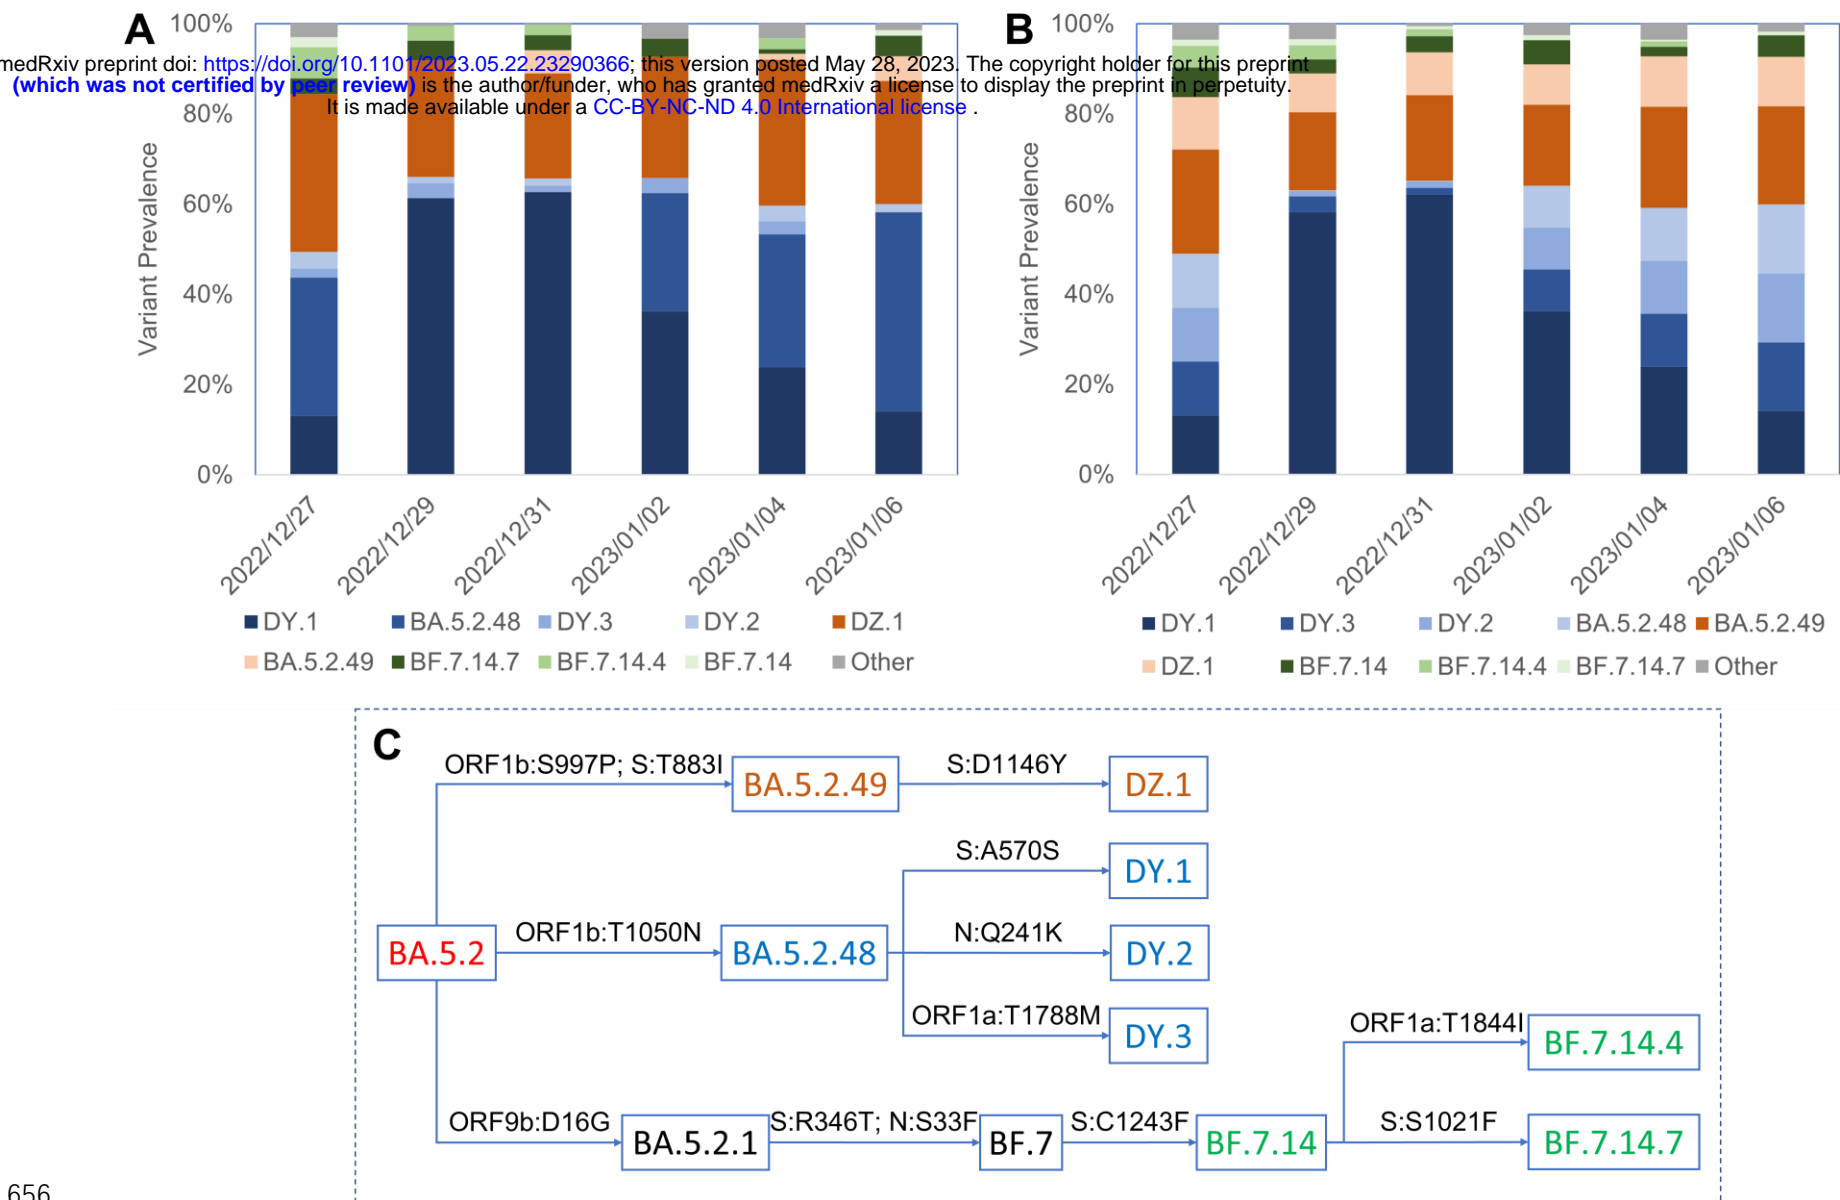 A
B
medRxiv preprint doi: https://doi.org/10.1101/2023.05.22.23290366; this version posted May 28, 2023. The copyright holder for this preprint
(which was not certified by peer review) is the author/funder, who has granted medRxiv a license to display the preprint in perpetuity.
It is made available under a CC-BY-NC-ND 4.0 International license .
Variant Prevalence
100%
80%
60%
40%
20%
0%
2022/12/27
2022/12/29
2022/12/31
2023/01/02
2023/01/04
2023/01/06
DY.1 BA.5.2.48 DY.3 DY.2 DZ.1
BA.5.2.49 BF.7.14.7 BF.7.14.4 BF.7.14 Other
Variant Prevalence
100%
80%
60%
40%
20%
0%
2022/12/27
2022/12/29
2022/12/31
2023/01/02
2023/01/04
2023/01/06
DY.1 DY.3 DY.2 BA.5.2.48 BA.5.2.49
DZ.1 BF.7.14 BF.7.14.4 BF.7.14.7 Other
C
ORF1b:S997P; S:T883I
BA.5.2.49
S:D1146Y
DZ.1
S:A570S
DY.1
BA.5.2
ORF1b:T1050N
BA.5.2.48
N:Q241K
DY.2
ORF1a:T1788M
DY.3
ORF1a:T1844I
BF.7.14.4
ORF9b:D16G
BA.5.2.1
S:R346T; N:S33F
BF.7
S:C1243F
BF.7.14
S:S1021F
BF.7.14.7
656